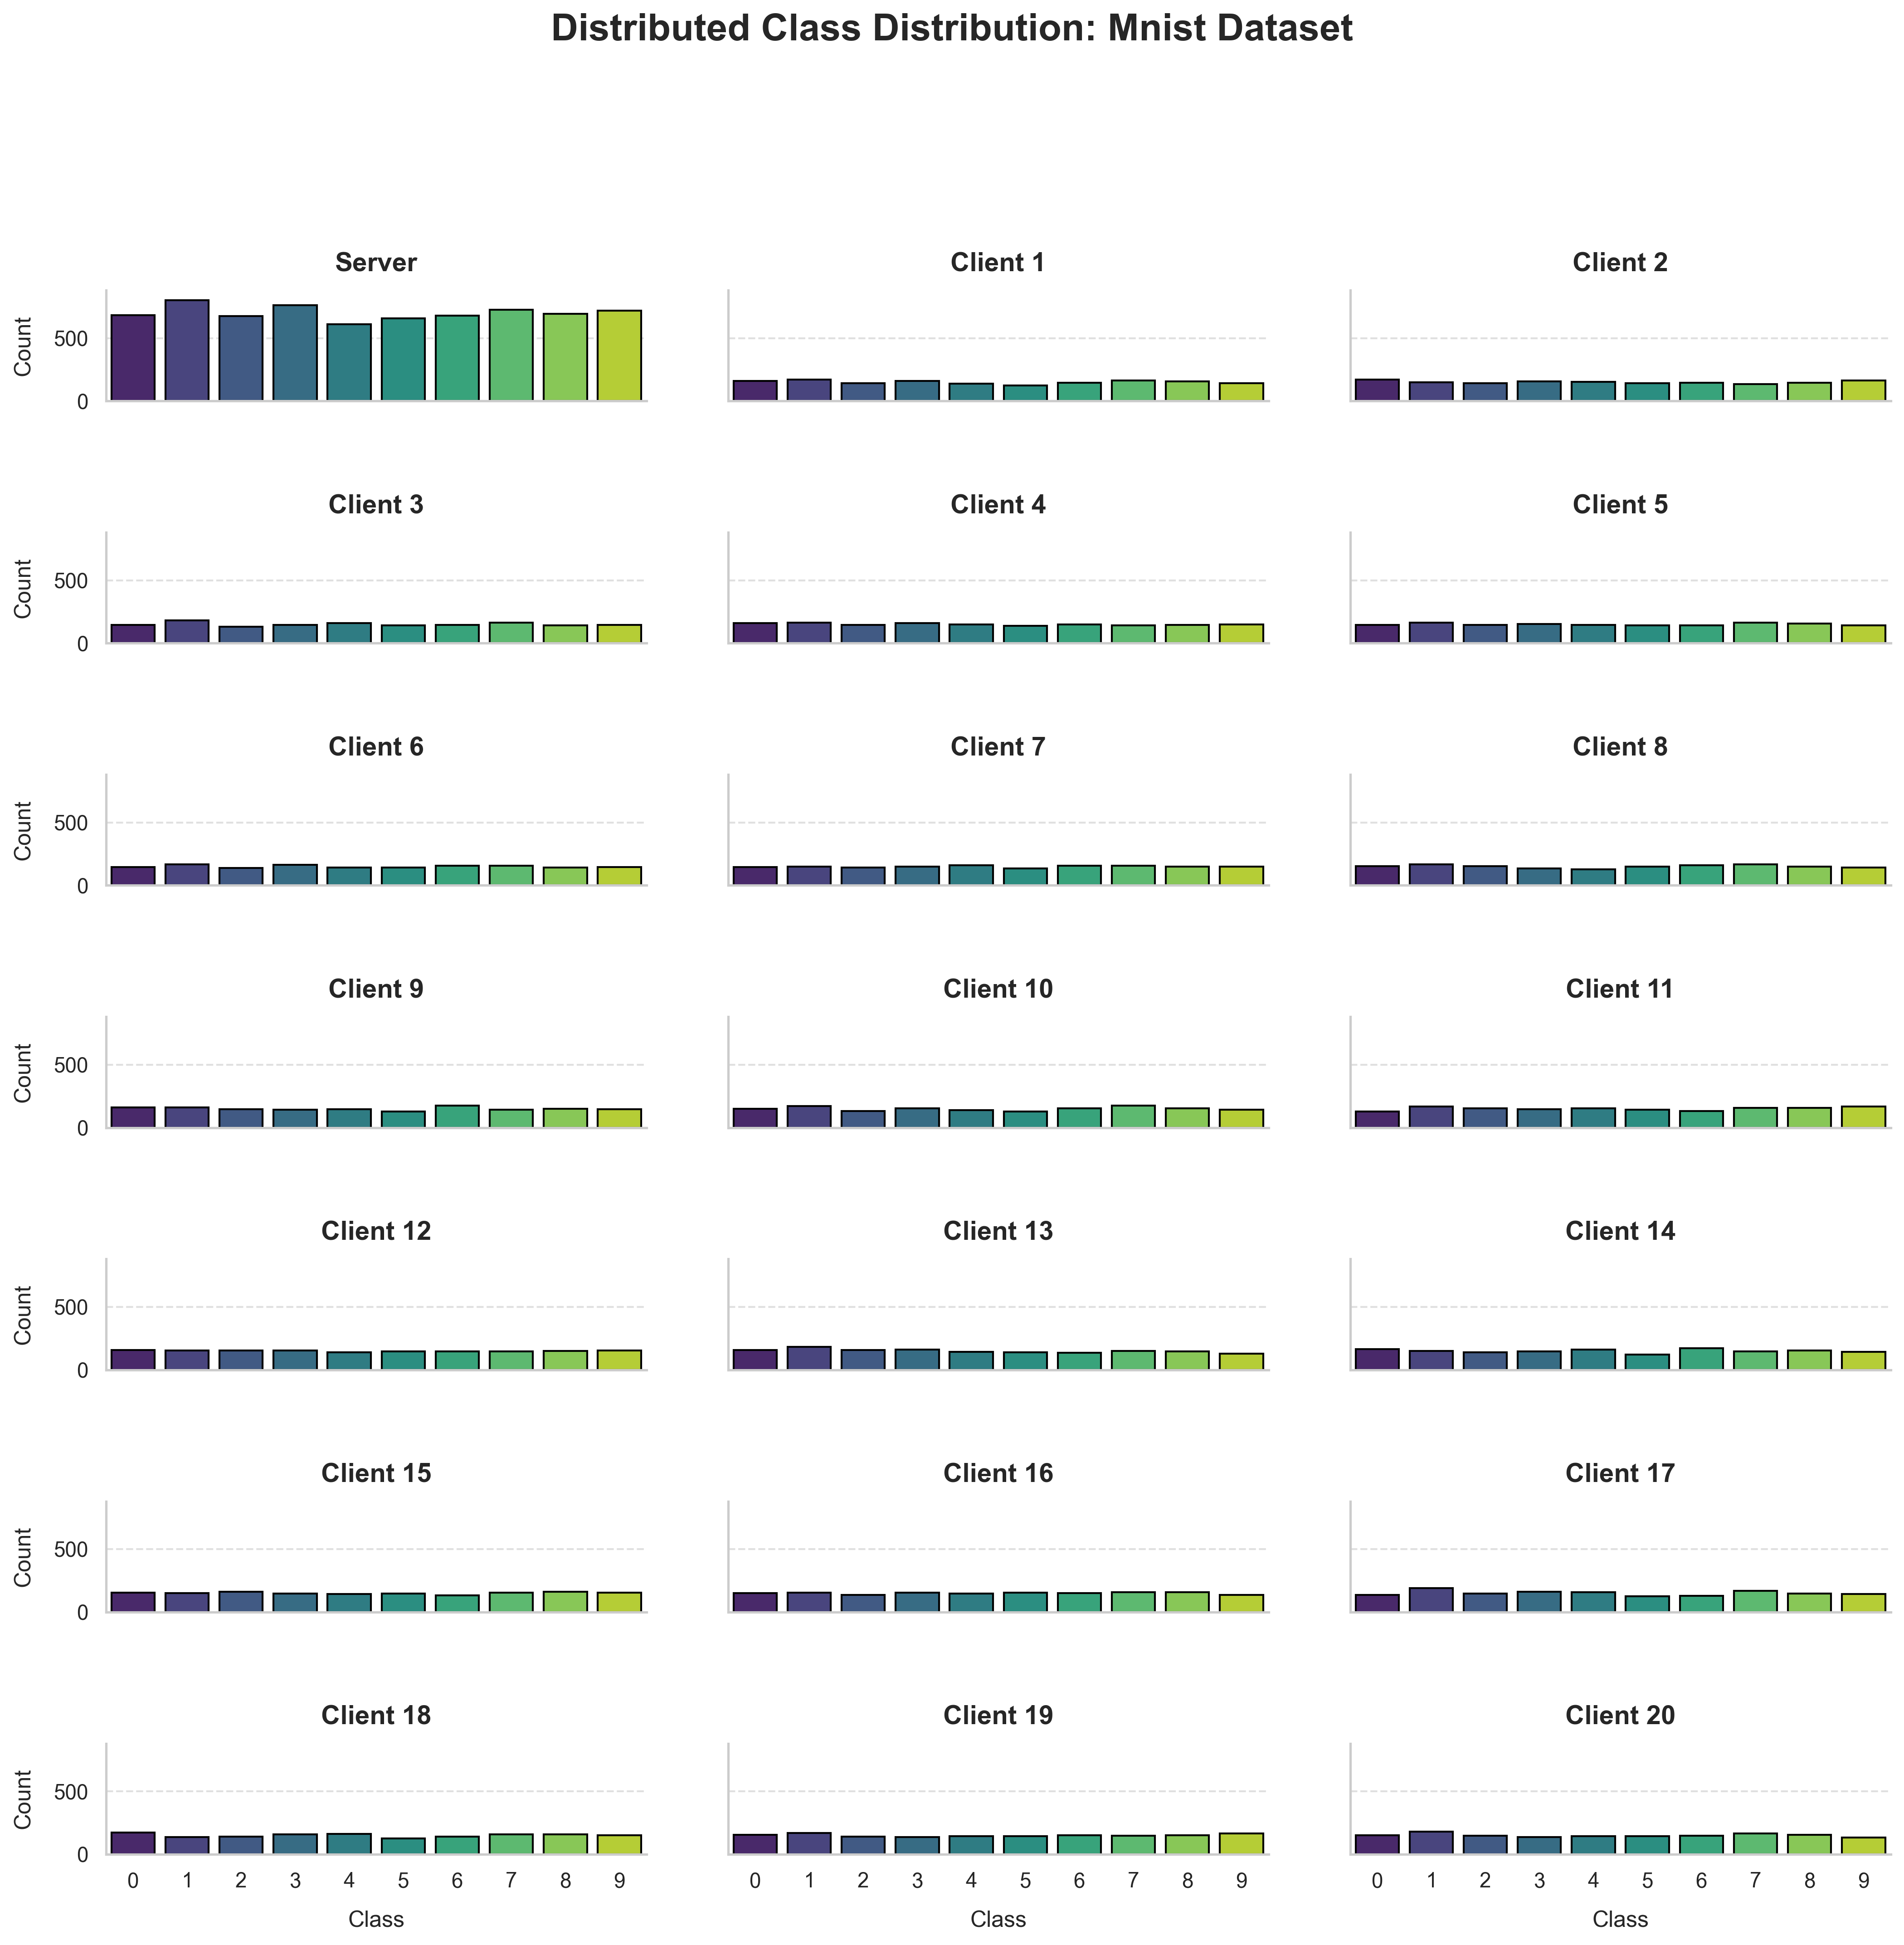 Distributed Class Distribution: Mnist Dataset
Server
Client 1
Client 2
Count
500
0
Client 3
Client 4
Client 5
Count
500
0
Client 6
Client 7
Client 8
Count
500
0
Client 9
Client 10
Client 11
Count
500
0
Client 12
Client 13
Client 14
Count
500
0
Client 15
Client 16
Client 17
Count
500
0
Client 18
Client 19
Client 20
Count
500
0
0 1 2 3 4 5 6 7 8 9
0 1 2 3 4 5 6 7 8 9
0 1 2 3 4 5 6 7 8 9
Class
Class
Class